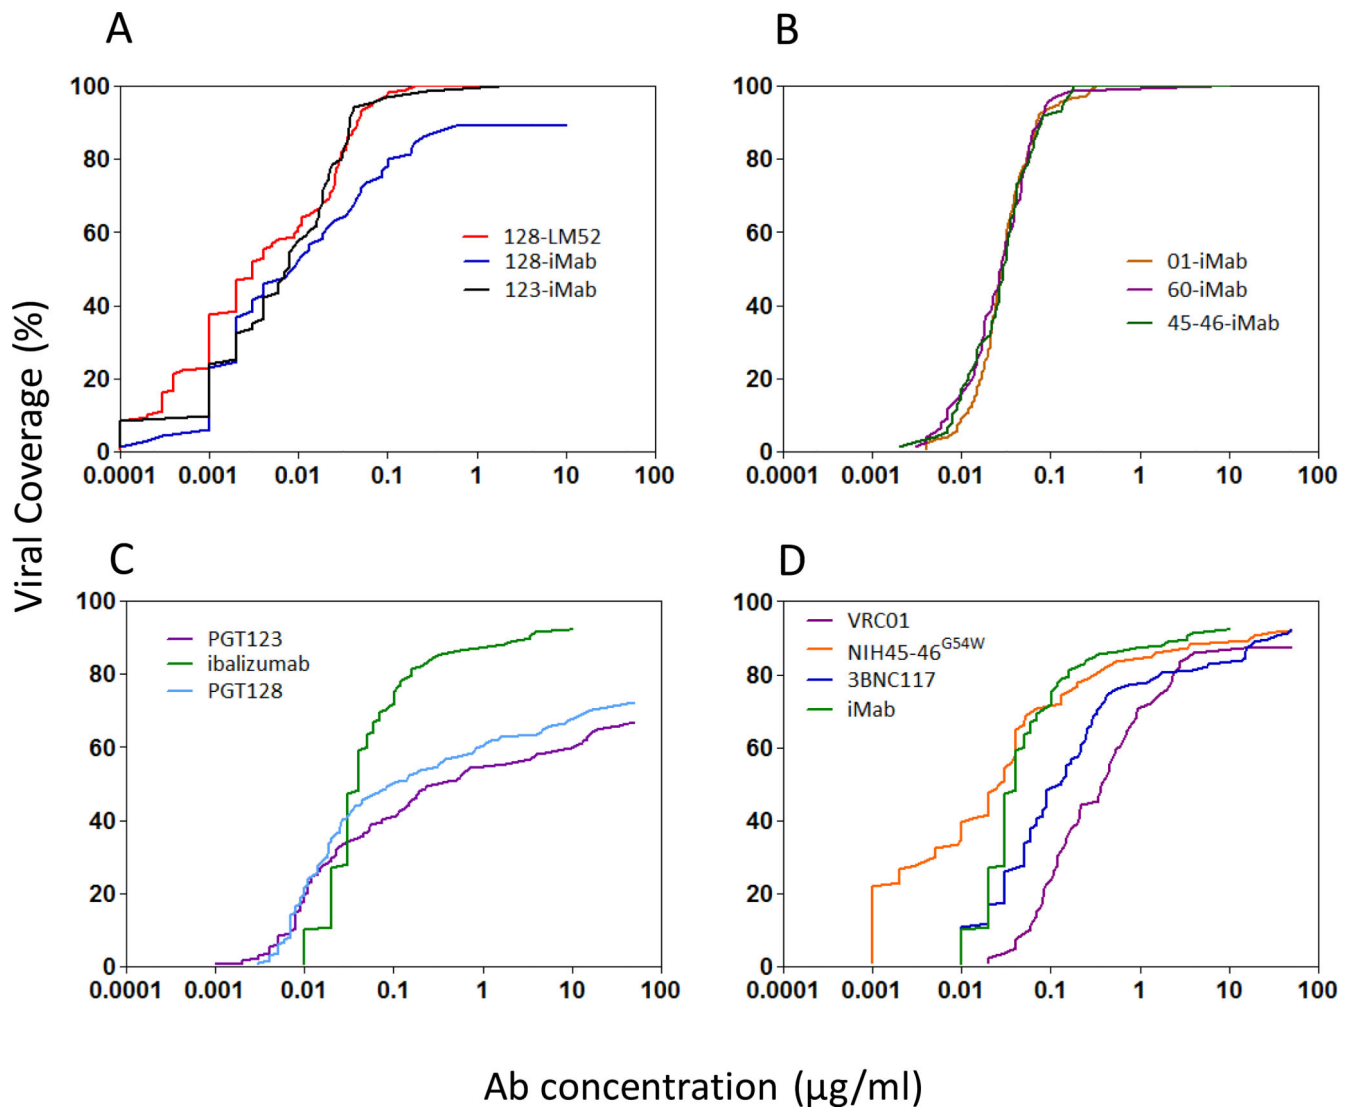 A
B
100
80
60
40
20
0
0.0001 0.001 0.01 0.1 1 10 100
128-LM52
128-iMab
123-iMab
100
80
60
40
20
0
0.0001 0.001 0.01 0.1 1 10 100
01-iMab
60-iMab
45-46-iMab
Viral Coverage (%)
C
D
100
80
60
40
20
0
0.0001 0.001 0.01 0.1 1 10 100
PGT123
ibalizumab
PGT128
100
80
60
40
20
0
0.0001 0.001 0.01 0.1 1 10 100
VRC01
NIH45-46G54W
3BNC117
iMab
Ab concentration (µg/ml)